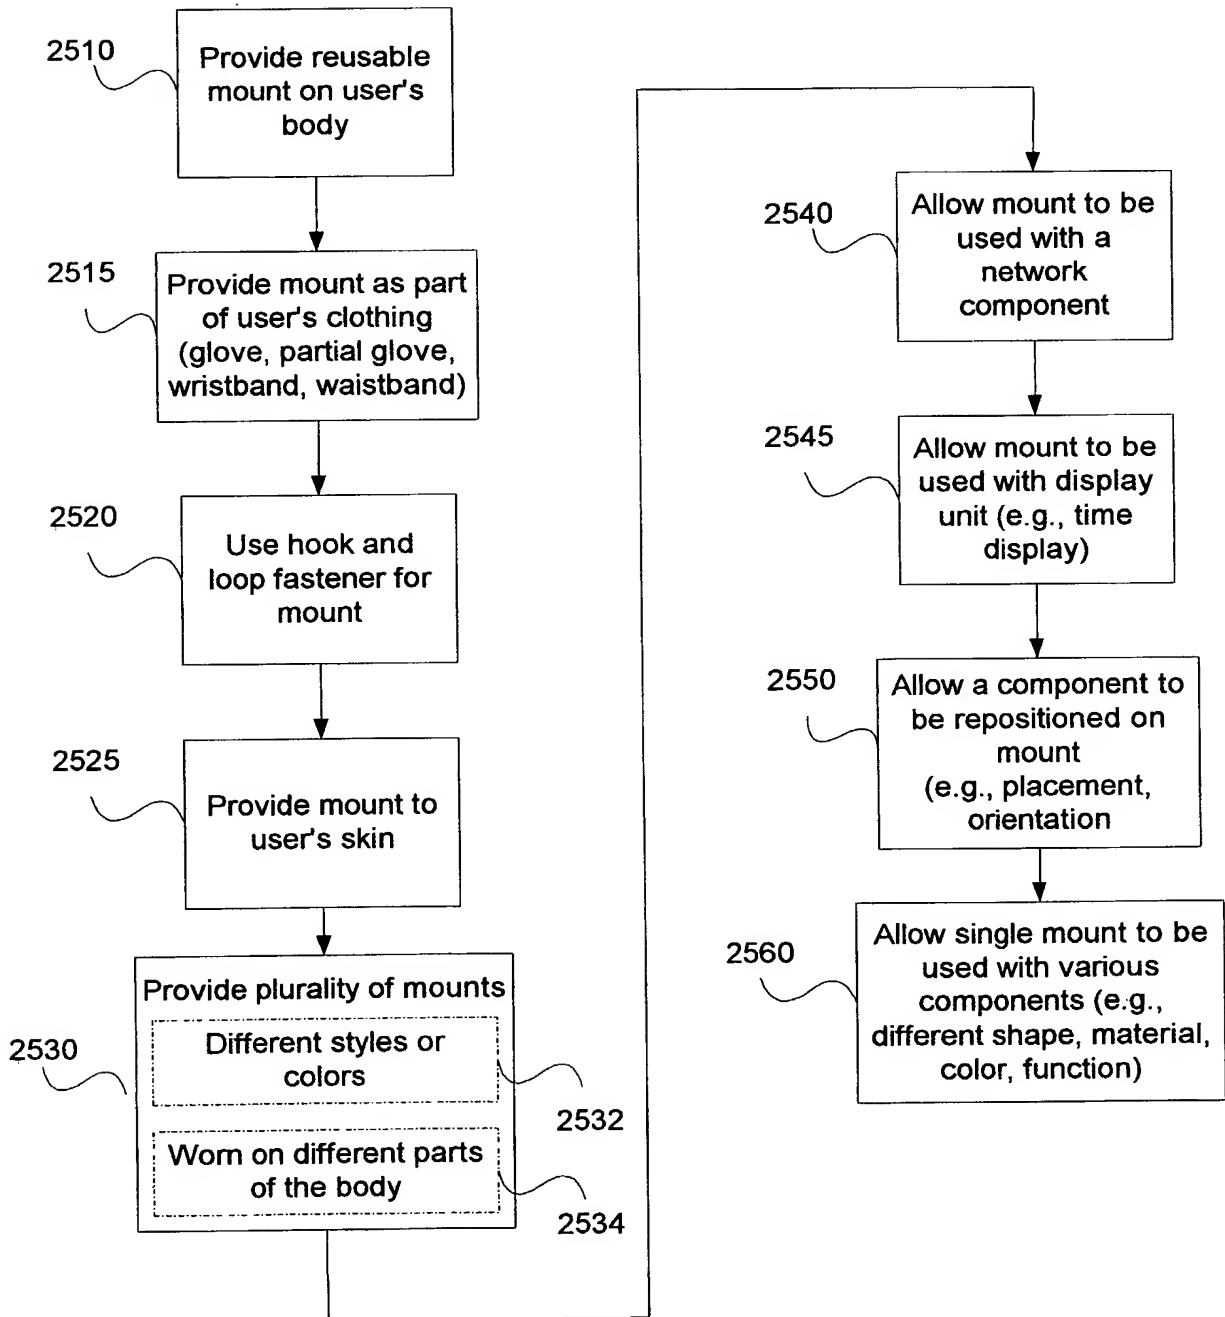 2510
Provide reusable
mount on user's
body
2515
Provide mount as part
of user's clothing
(glove, partial glove,
wristband, waistband)
2520
Use hook and
loop fastener for
mount
2525
Provide mount to
user's skin
2530
Provide plurality of mounts
Different styles or
colors
2532
Worn on different parts
of the body
2534
2540
Allow mount to be
used with a
network
component
2545
Allow mount to be
used with display
unit (e.g., time
display)
2550
Allow a component to
be repositioned on
mount
(e.g., placement,
orientation
2560
Allow single mount to be
used with various
components (e.g.,
different shape, material,
color, function)